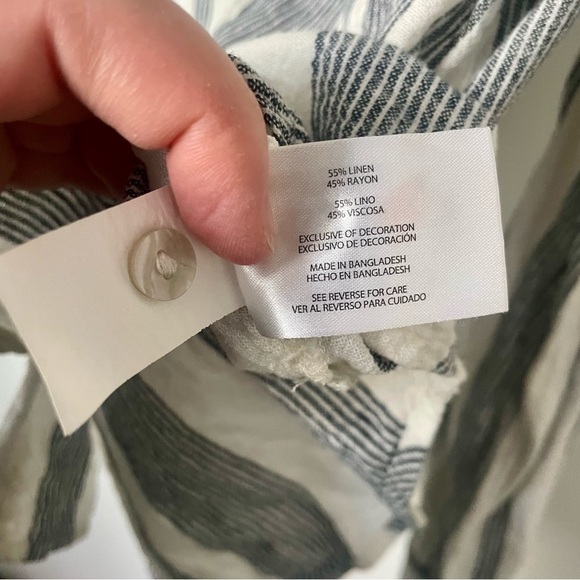 55% LINEN
45% RAYON
55% LINO
45% VISCOSA
EXCLUSIVE OF DECORATION
EXCLUSIVO DE DECORACIÓN
MADE IN BANGLADESH
HECHO EN BANGLADESH
SEE REVERSE FOR CARE
VER AL REVERSO PARA CUIDADO